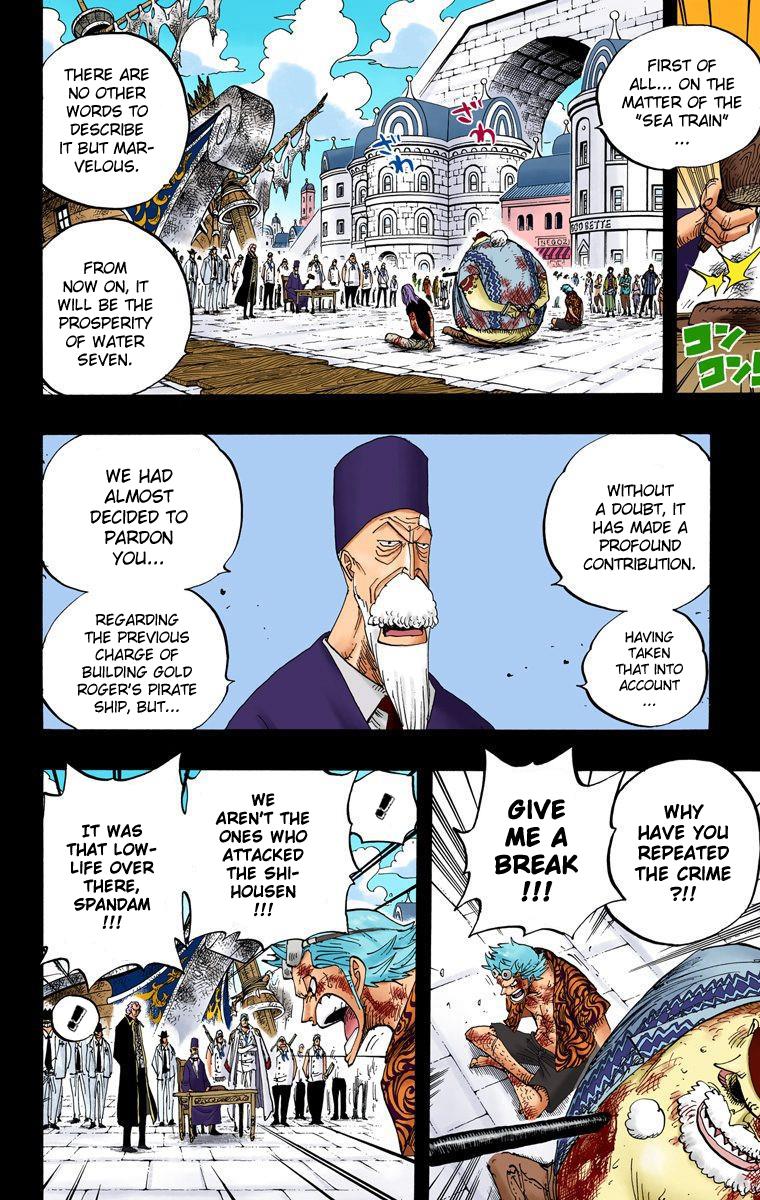 FIRST OF
ALL... ON THE
MATTER OF THE
"SEA TRAIN"
...
コン
コン
THERE ARE
NO OTHER
WORDS TO
DESCRIBE
IT BUT MAR-
VELOUS.
FROM
NOW ON, IT
WILL BE THE
PROSPERITY
OF WATER
SEVEN.
ざわ
ざわ
WITHOUT
A DOUBT, IT
HAS MADE A
PROFOUND
CONTRIBUTION.
HAVING
TAKEN
THAT INTO
ACCOUNT
...
WE HAD
ALMOST
DECIDED TO
PARDON
YOU...
REGARDING
THE PREVIOUS
CHARGE OF
BUILDING GOLD
ROGER'S PIRATE
SHIP, BUT...
WHY
HAVE YOU
REPEATED
THE CRIME
?!!
GIVE
ME A
BREAK
!!!
!
WE
AREN'T THE
ONES WHO
ATTACKED
THE SHI-
HOUSEN
!!!
IT WAS
THAT LOW-
LIFE OVER
THERE,
SPANDAM
!!!
!